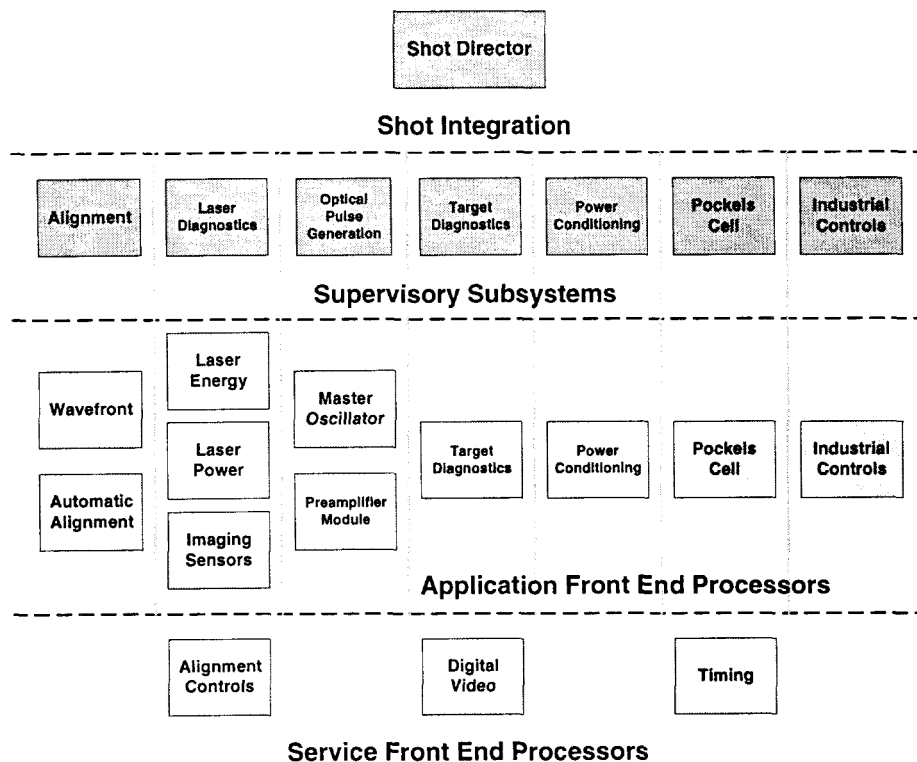 Shot Director
Shot Integration
Alignment
Laser
Diagnostics
Optical
Pulse
Generation
Target
Diagnostics
Power
Conditioning
Pockels
Cell
Industrial
Controls
Supervisory Subsystems
Wavefront
Automatic
Alignment
Laser
Energy
Laser
Power
Imaging
Sensors
Master
Oscillator
Preamplifier
Module
Target
Diagnostics
Power
Conditioning
Pockels
Cell
Industrial
Controls
Application Front End Processors
Alignment
Controls
Digital
Video
Timing
Service Front End Processors